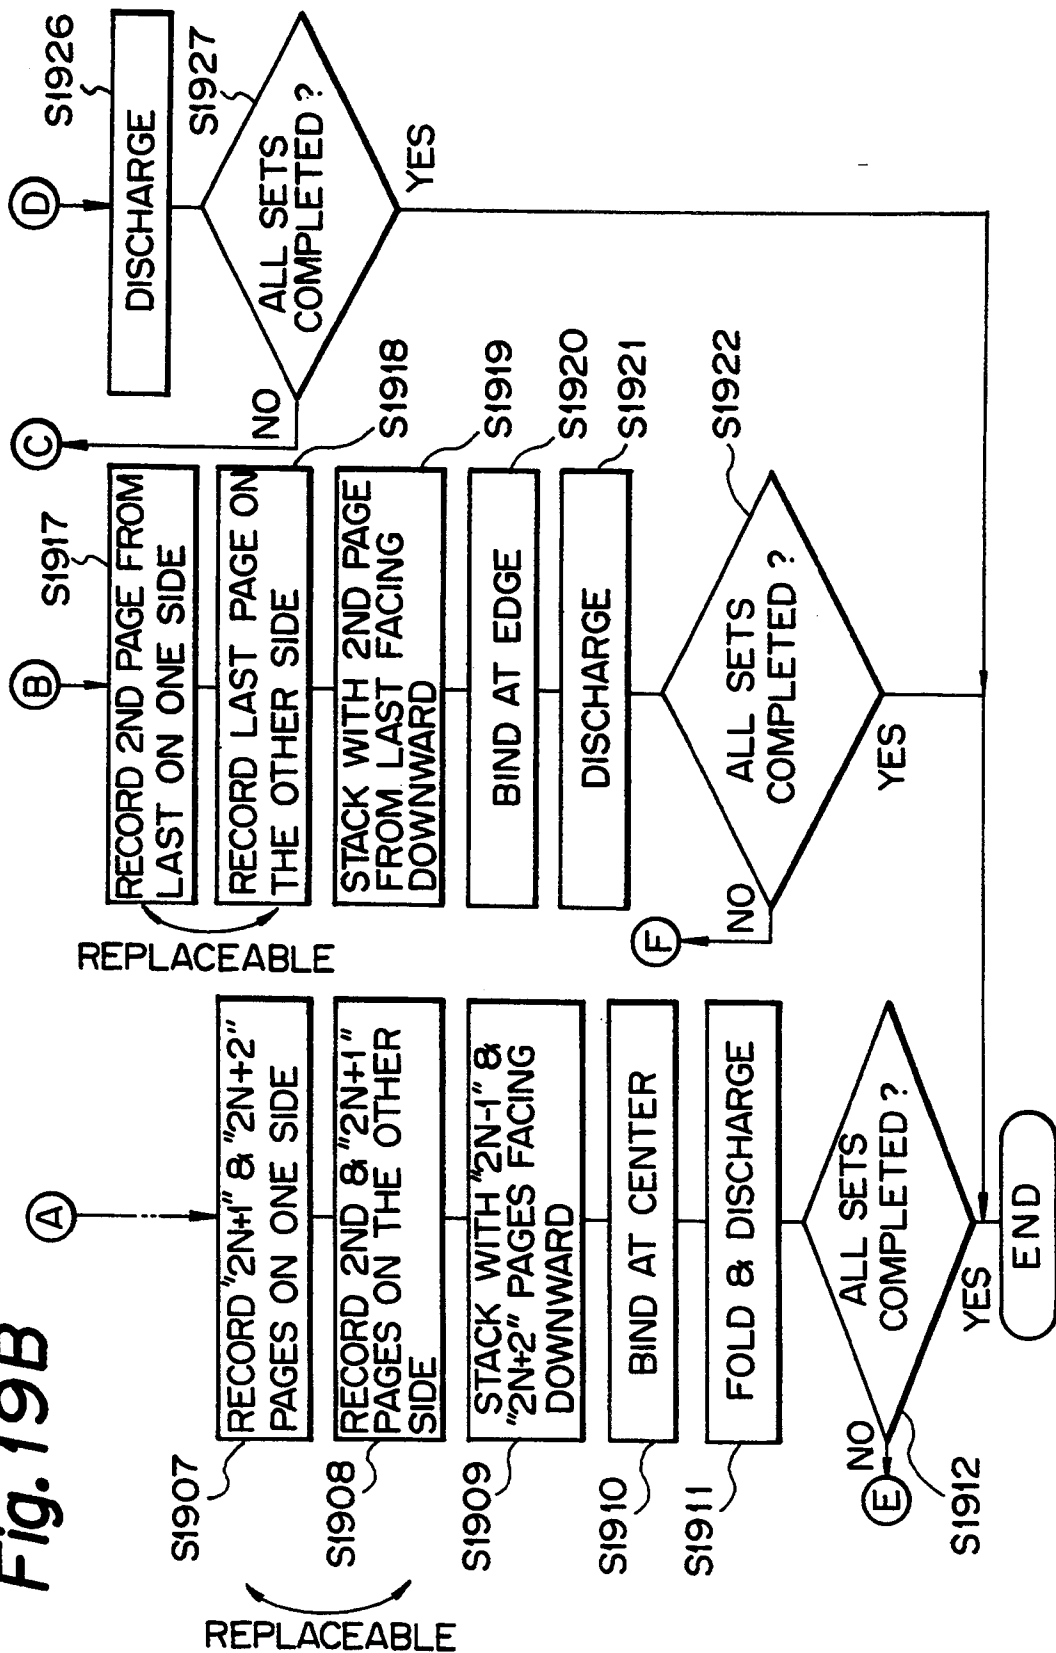 Fig. 19B
A
S1907
RECORD "2N+1" & "2N+2"
PAGES ON ONE SIDE
S1908
RECORD 2ND & "2N+1"
PAGES ON THE OTHER
SIDE
REPLACEABLE
S1909
STACK WITH "2N-1" &
"2N+2" PAGES FACING
DOWNWARD
S1910
BIND AT CENTER
S1911
FOLD & DISCHARGE
ALL SETS
COMPLETED ?
S1912
NO
E
YES
END
B
S1917
RECORD 2ND PAGE FROM
LAST ON ONE SIDE
RECORD LAST PAGE ON
THE OTHER SIDE
S1918
REPLACEABLE
STACK WITH 2ND PAGE
FROM LAST FACING
DOWNWARD
S1919
BIND AT EDGE
S1920
DISCHARGE
S1921
ALL SETS
COMPLETED ?
S1922
NO
F
YES
D
DISCHARGE
S1926
ALL SETS
COMPLETED ?
S1927
NO
C
YES